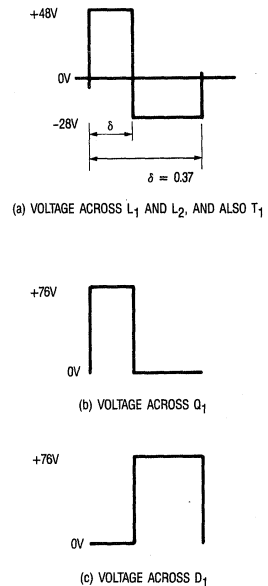 +48V
0V
-28V
δ
δ = 0.37
(a) VOLTAGE ACROSS L1 AND L2, AND ALSO T1
+76V
0V
(b) VOLTAGE ACROSS Q1
+76V
0V
(c) VOLTAGE ACROSS D1